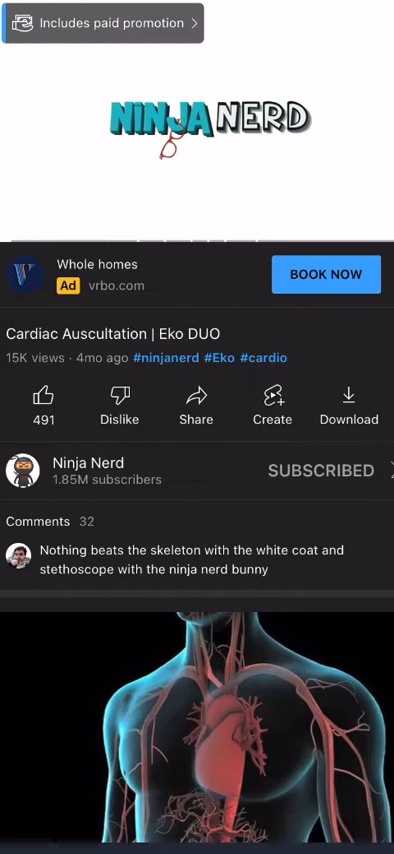 Includes paid promotion
NINJA NERD
Whole homes
Ad vrbo.com
BOOK NOW
Cardiac Auscultation | Eko DUO
15K views · 4mo ago #ninjanerd #Eko #cardio
491 Dislike Share Create Download
Ninja Nerd
1.85M subscribers
SUBSCRIBED
Comments 32
Nothing beats the skeleton with the white coat and
stethoscope with the ninja nerd bunny